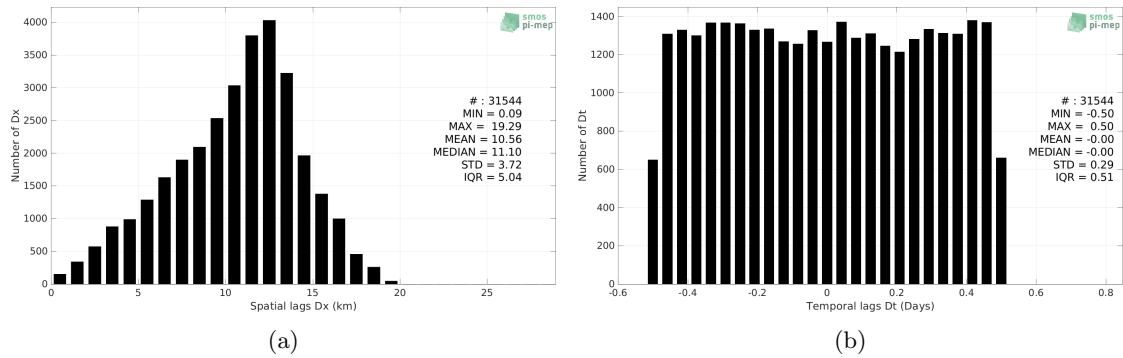 smos
pi-mep
4000
3500
3000
2500
2000
1500
1000
500
0
Number of Dx
# : 31544
MIN = 0.09
MAX = 19.29
MEAN = 10.56
MEDIAN = 11.10
STD = 3.72
IQR = 5.04
0 5 10 15 20 25
Spatial lags Dx (km)
(a)
smos
pi-mep
1400
1200
1000
800
600
400
200
0
Number of Dt
# : 31544
MIN = -0.50
MAX = 0.50
MEAN = -0.00
MEDIAN = -0.00
STD = 0.29
IQR = 0.51
-0.6 -0.4 -0.2 0 0.2 0.4 0.6 0.8
Temporal lags Dt (Days)
(b)